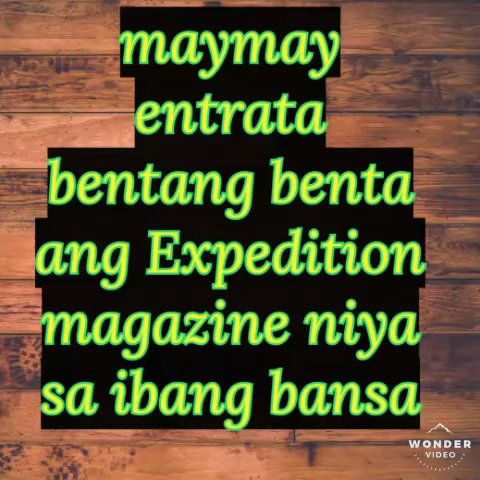 maymay
entrata
bentang benta
ang Expedition
magazine niya
sa ibang bansa
WONDER
VIDEO